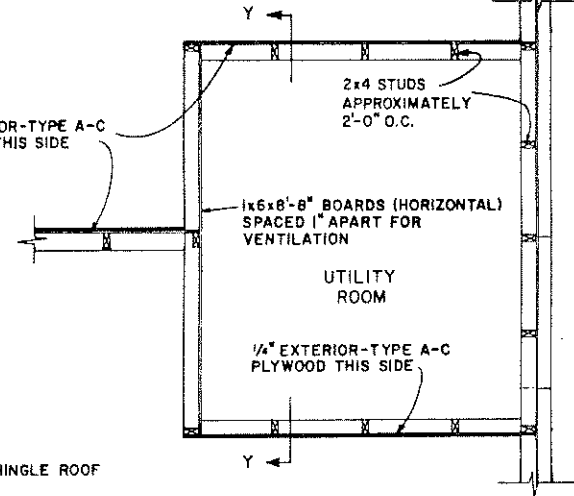 Y
2x4 STUDS
APPROXIMATELY
2'-0" O.C.
OR-TYPE A-C
THIS SIDE
1x6x8'-8" BOARDS (HORIZONTAL)
SPACED 1" APART FOR
VENTILATION
UTILITY
ROOM
1/4" EXTERIOR-TYPE A-C
PLYWOOD THIS SIDE
Y
HINGLE ROOF